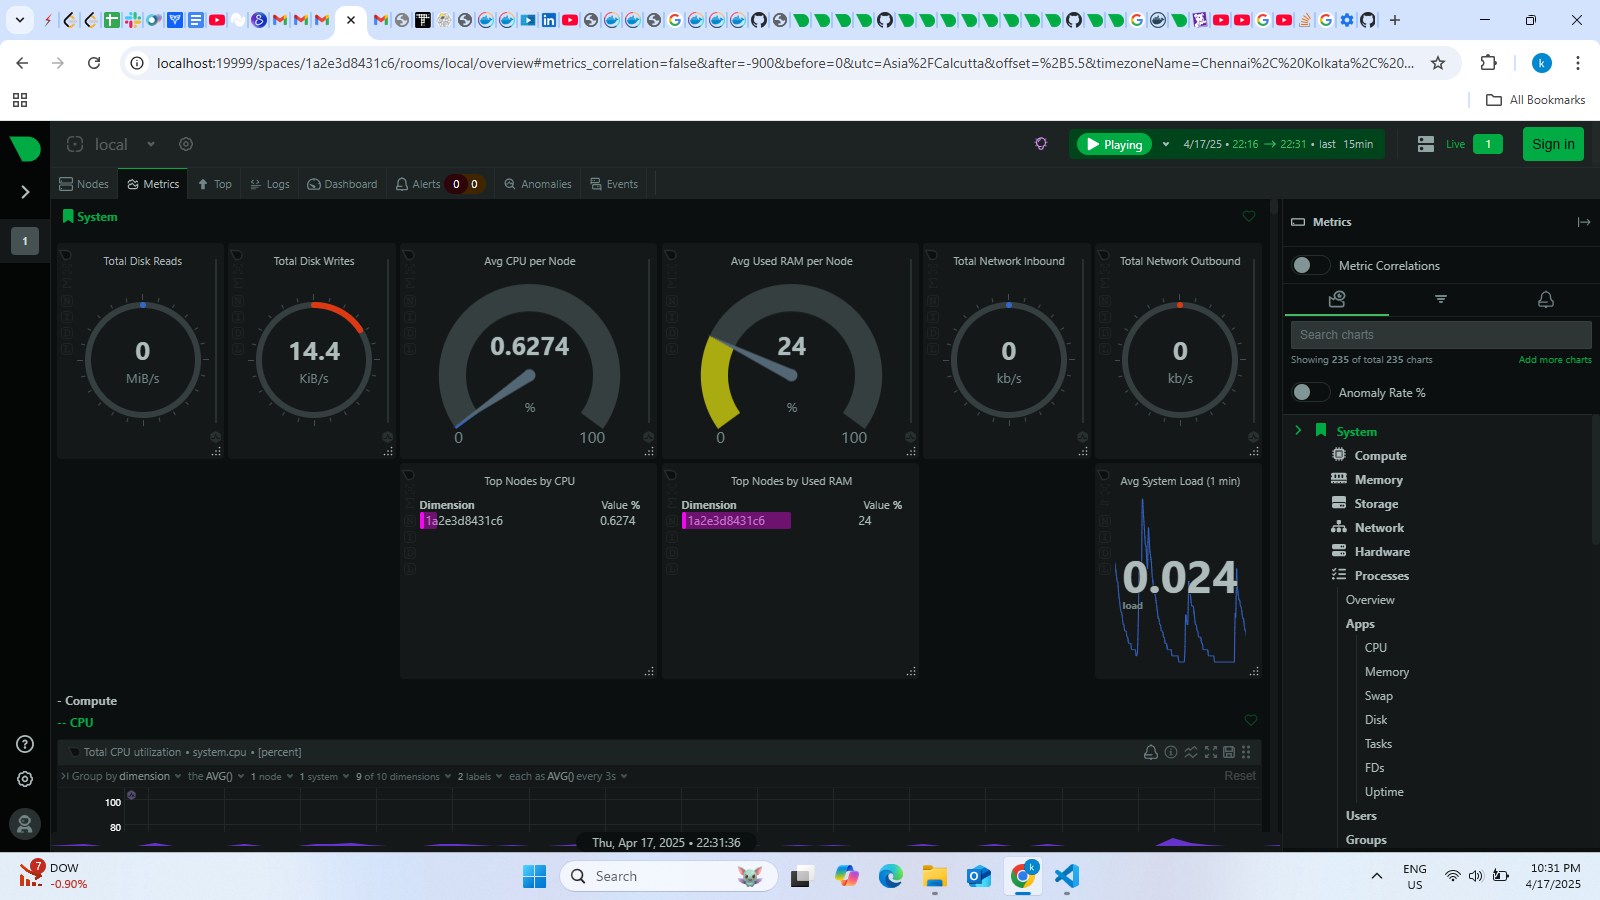 localhost:19999/spaces/1a2e3d8431c6/rooms/local/overview#metrics_correlation=false&after=-900&before=0&utc=Asia%2FCalcutta&offset=%2B5.5&timezoneName=Chennai%2C%20Kolkata%2C%20...
All Bookmarks
local
Playing
4/17/25 • 22:16 → 22:31 • last 15min
Live
1
Sign in
Nodes
Metrics
Top
Logs
Dashboard
Alerts
0
0
Anomalies
Events
1
System
Total Disk Reads
0
MiB/s
Total Disk Writes
14.4
KiB/s
Avg CPU per Node
0.6274
%
0
100
Avg Used RAM per Node
24
%
0
100
Total Network Inbound
0
kb/s
Total Network Outbound
0
kb/s
Top Nodes by CPU
Dimension Value %
1a2e3d8431c6 0.6274
Top Nodes by Used RAM
Dimension Value %
1a2e3d8431c6 24
Avg System Load (1 min)
0.024
load
- Compute
-- CPU
Total CPU utilization • system.cpu • [percent]
Group by dimension the AVG() 1 node 1 system 9 of 10 dimensions 2 labels each as AVG() every 3s
Reset
100
80
Thu, Apr 17, 2025 • 22:31:36
Metrics
Metric Correlations
Search charts
Showing 235 of total 235 charts
Add more charts
Anomaly Rate %
System
Compute
Memory
Storage
Network
Hardware
Processes
Overview
Apps
CPU
Memory
Swap
Disk
Tasks
FDs
Uptime
Users
Groups
7
DOW
-0.90%
Search
k
ENG
US
10:31 PM
4/17/2025